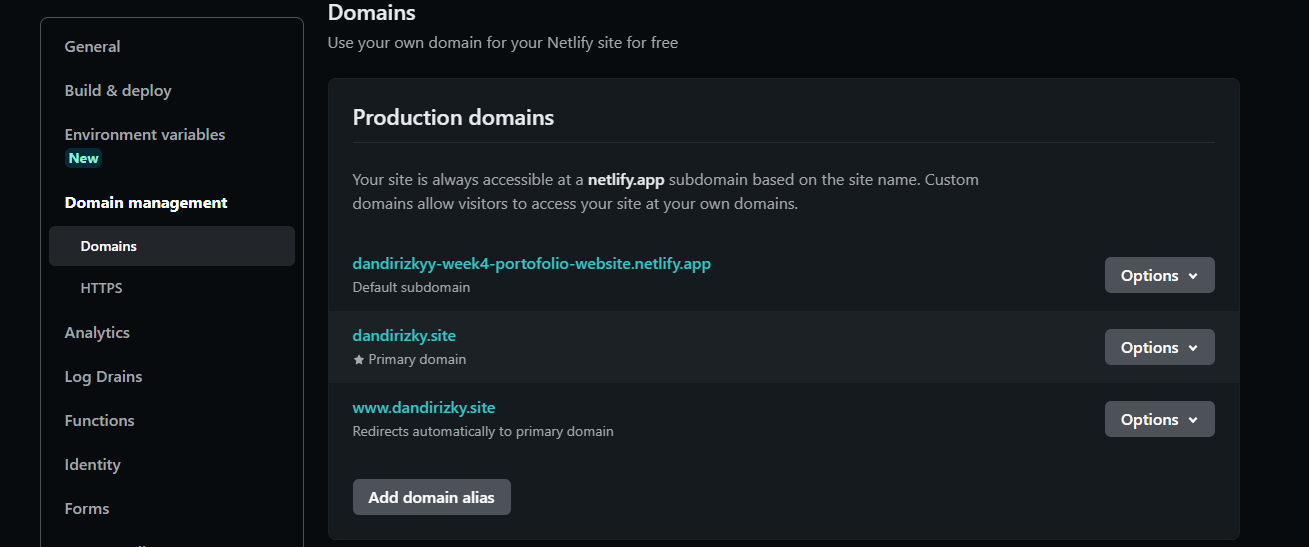 Domains
Use your own domain for your Netlify site for free
General
Build & deploy
Environment variables
New
Domain management
Domains
HTTPS
Analytics
Log Drains
Functions
Identity
Forms
Production domains
Your site is always accessible at a netlify.app subdomain based on the site name. Custom
domains allow visitors to access your site at your own domains.
dandirizkyy-week4-portofolio-website.netlify.app
Default subdomain
Options
dandirizky.site
Primary domain
Options
www.dandirizky.site
Redirects automatically to primary domain
Options
Add domain alias